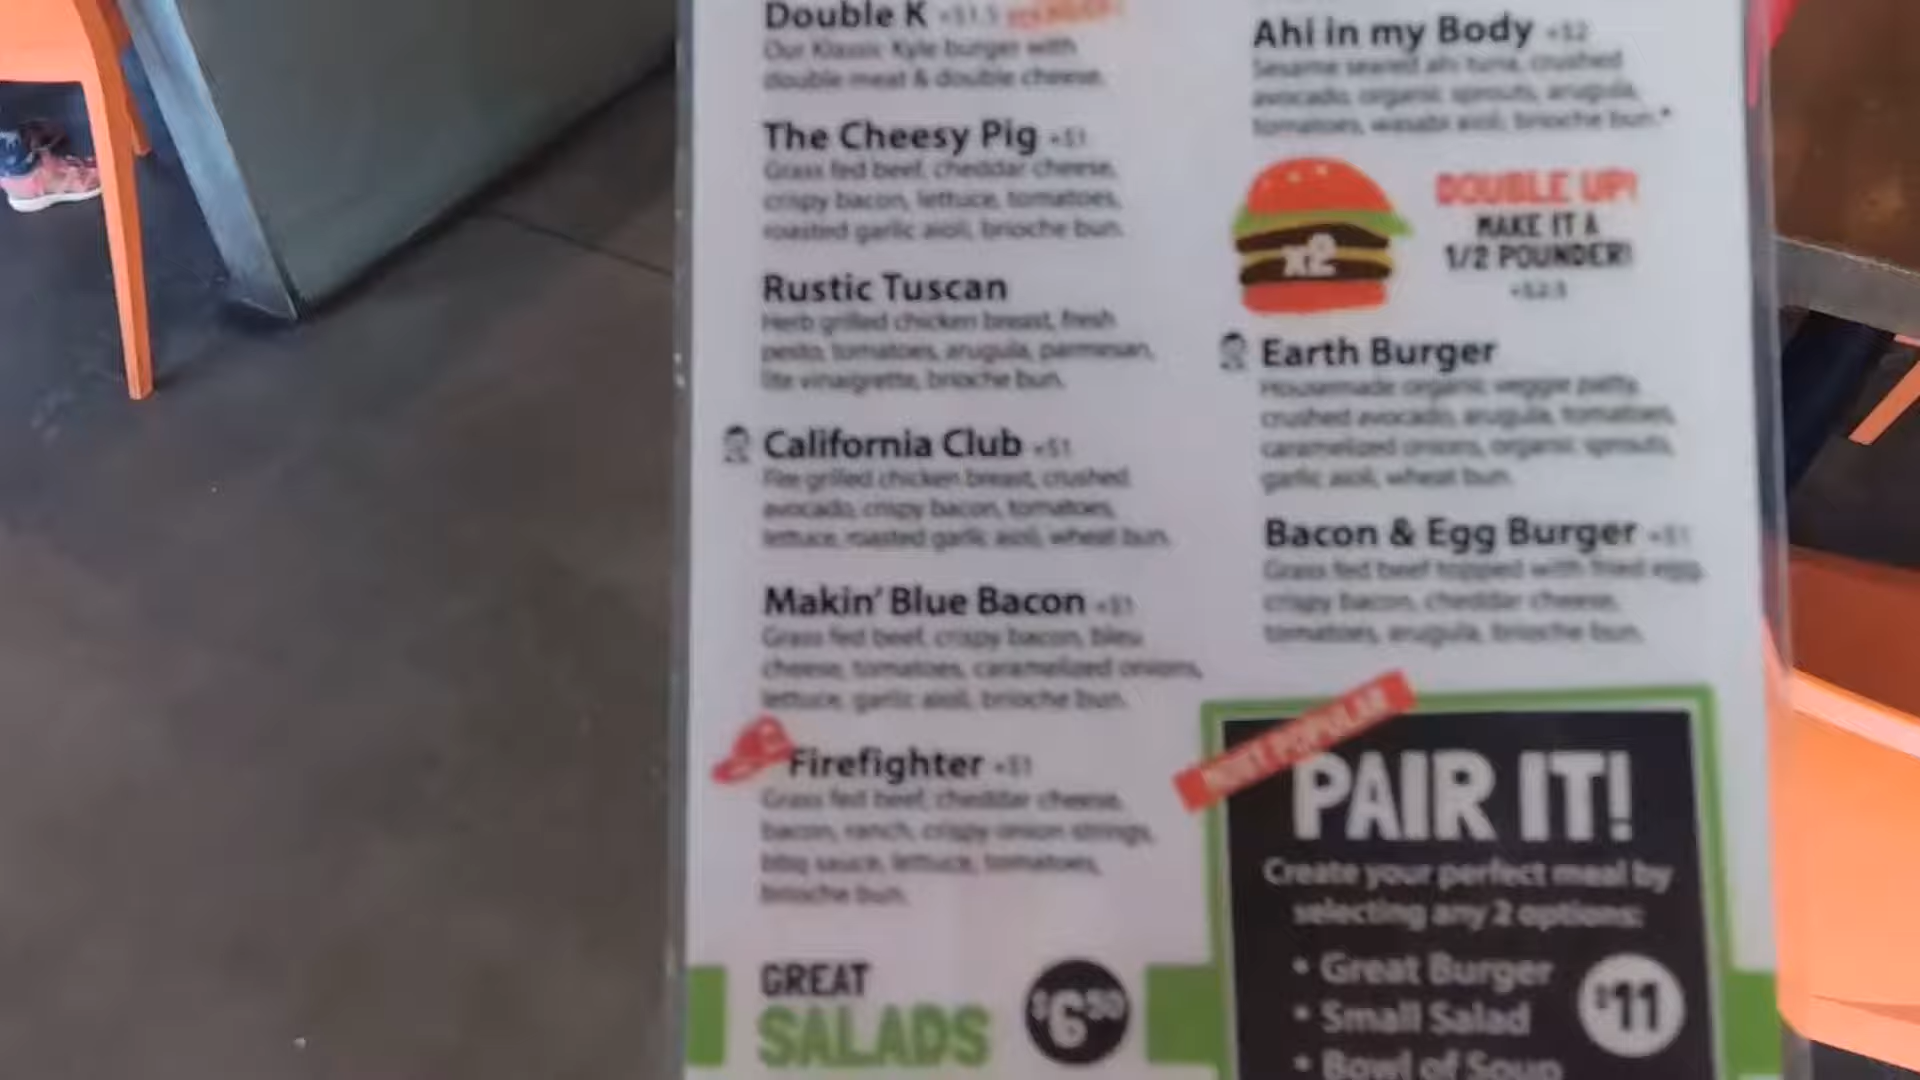 Double K +$1.5
Our Klassic Kyle burger with
double meat & double cheese.
The Cheesy Pig +$1
Grass fed beef, cheddar cheese,
crispy bacon, lettuce, tomatoes,
roasted garlic aioli, brioche bun.
Rustic Tuscan
Herb grilled chicken breast, fresh
pesto, tomatoes, arugula, parmesan,
lite vinaigrette, brioche bun.
California Club +$1
Fire grilled chicken breast, crushed
avocado, crispy bacon, tomatoes,
lettuce, roasted garlic aioli, wheat bun.
Makin' Blue Bacon +$1
Grass fed beef, crispy bacon, bleu
cheese, tomatoes, caramelized onions,
lettuce, garlic aioli, brioche bun.
Firefighter +$1
Grass fed beef, cheddar cheese,
bacon, ranch, crispy onion strings,
bbq sauce, lettuce, tomatoes,
brioche bun.
GREAT
SALADS
$6.50
Ahi in my Body +$2
Sesame seared ahi tuna, crushed
avocado, organic sprouts, arugula,
tomatoes, wasabi aioli, brioche bun.*
x2
DOUBLE UP!
MAKE IT A
1/2 POUNDER!
+$2.5
Earth Burger
Housemade organic veggie patty,
crushed avocado, arugula, tomatoes,
caramelized onions, organic sprouts,
garlic aioli, wheat bun.
Bacon & Egg Burger +$1
Grass fed beef topped with fried egg,
crispy bacon, cheddar cheese,
tomatoes, arugula, brioche bun.
MOST POPULAR
PAIR IT!
Create your perfect meal by
selecting any 2 options:
• Great Burger
• Small Salad
• Bowl of Soup
$11